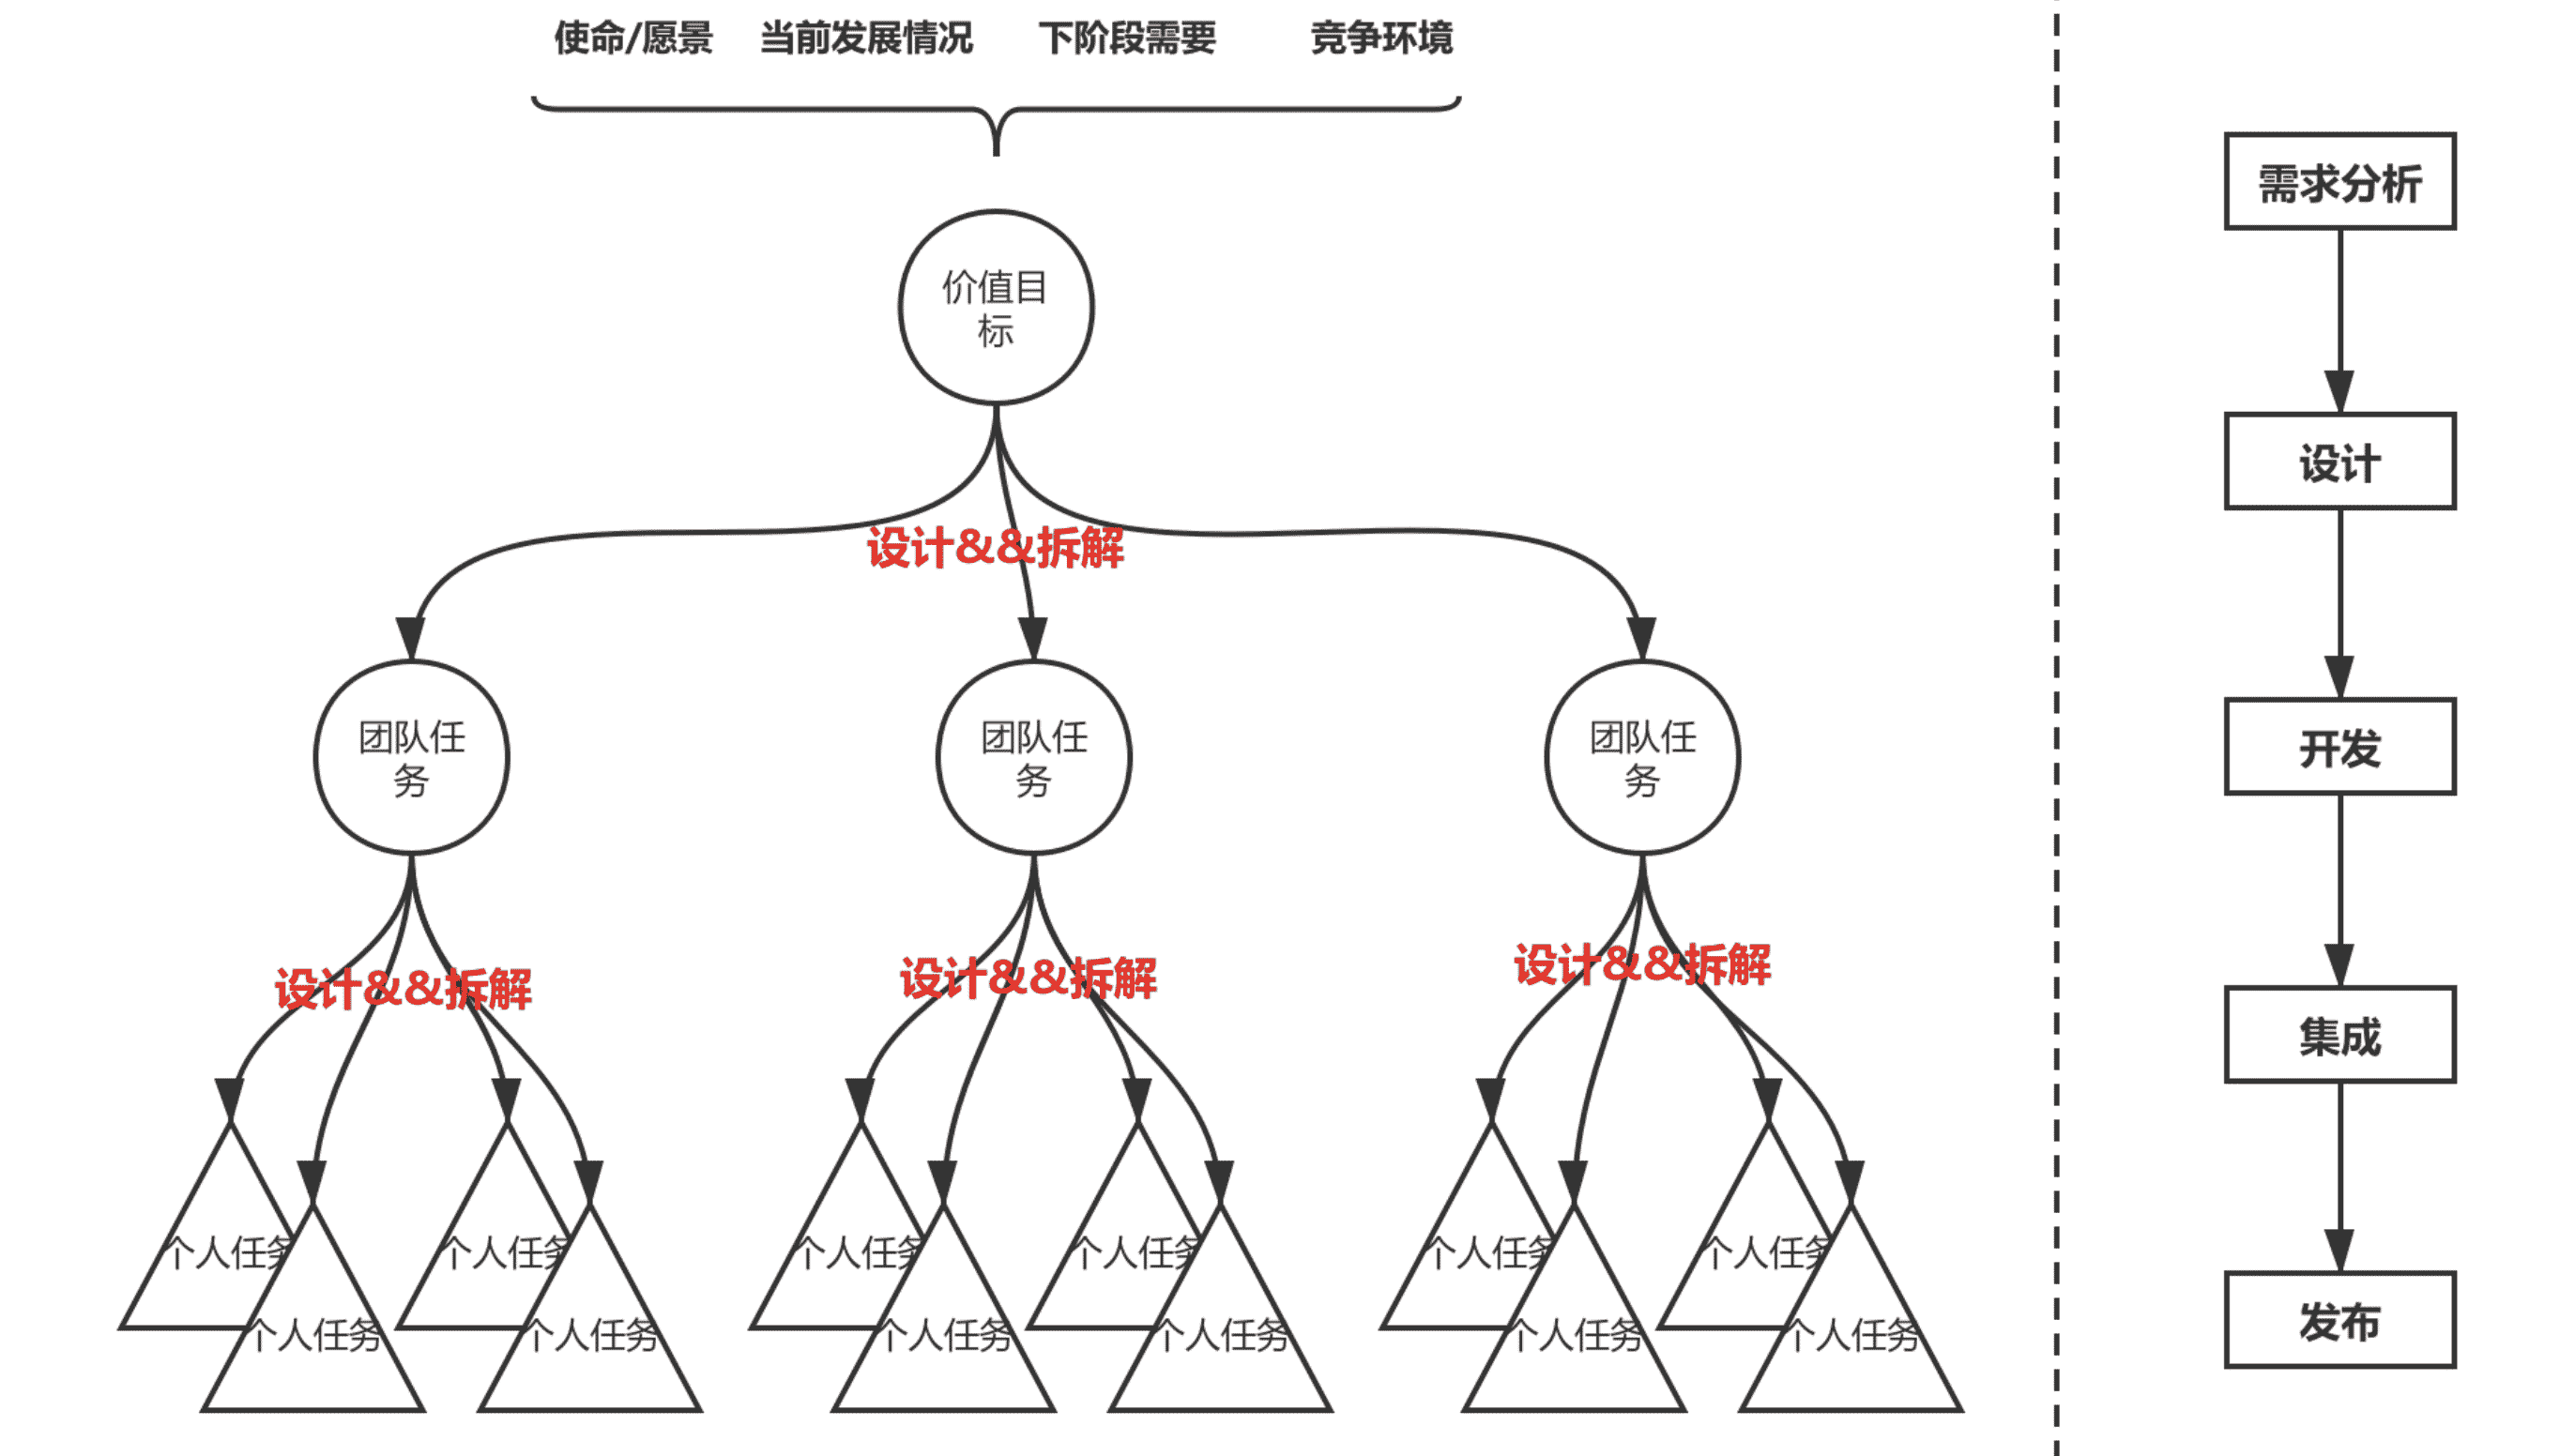 使命/愿景 当前发展情况 下阶段需要 竞争环境
价值目
标
设计&&拆解
团队任
务
团队任
务
团队任
务
设计&&拆解
设计&&拆解
设计&&拆解
个人任务
个人任务
个人任务
个人任务
个人任务
个人任务
个人任务
个人任务
个人任务
个人任务
个人任务
个人任务
需求分析
设计
开发
集成
发布